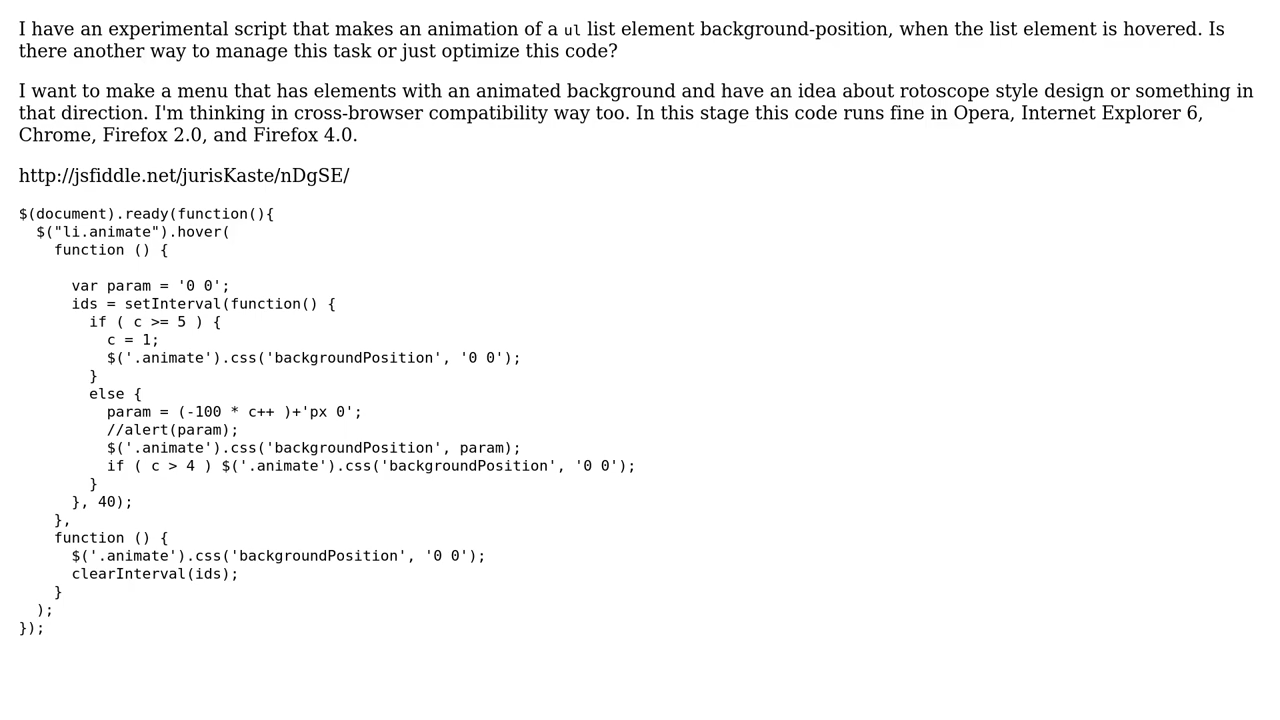 I have an experimental script that makes an animation of a ul list element background-position, when the list element is hovered. Is
there another way to manage this task or just optimize this code?
I want to make a menu that has elements with an animated background and have an idea about rotoscope style design or something in
that direction. I'm thinking in cross-browser compatibility way too. In this stage this code runs fine in Opera, Internet Explorer 6,
Chrome, Firefox 2.0, and Firefox 4.0.
http://jsfiddle.net/jurisKaste/nDgSE/
$(document).ready(function(){
  $("li.animate").hover(
    function () {
      var param = '0 0';
      ids = setInterval(function() {
        if ( c >= 5 ) {
          c = 1;
          $('.animate').css('backgroundPosition', '0 0');
        }
        else {
          param = (-100 * c++ )+'px 0';
          //alert(param);
          $('.animate').css('backgroundPosition', param);
          if ( c > 4 ) $('.animate').css('backgroundPosition', '0 0');
        }
      }, 40);
    },
    function () {
      $('.animate').css('backgroundPosition', '0 0');
      clearInterval(ids);
    }
  );
});